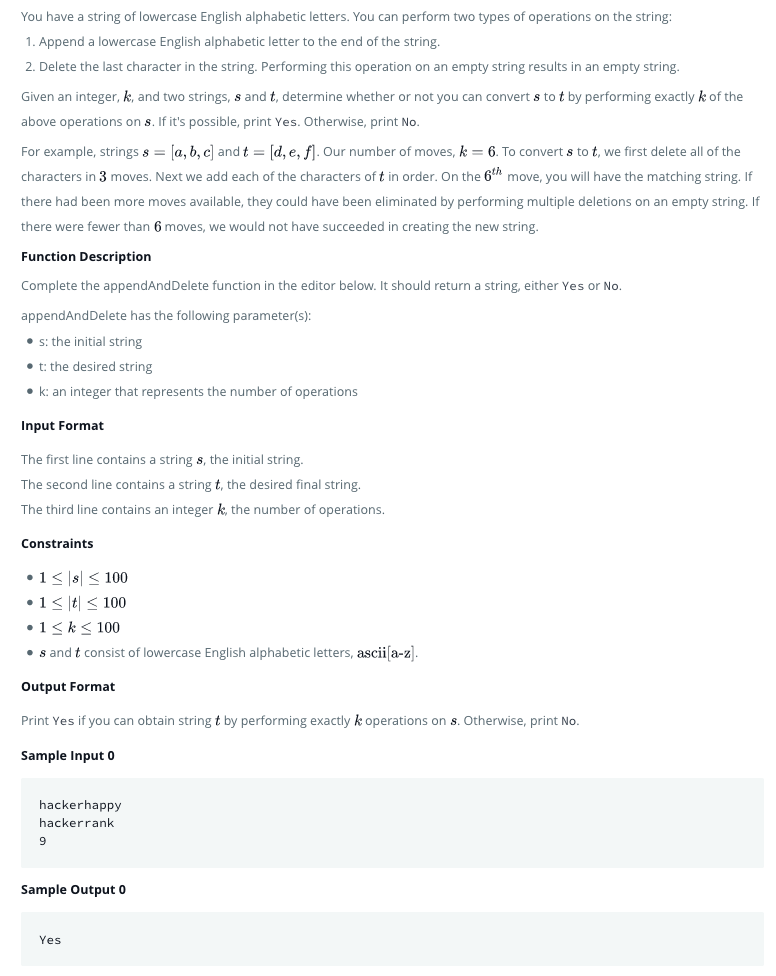 You have a string of lowercase English alphabetic letters. You can perform two types of operations on the string:
1. Append a lowercase English alphabetic letter to the end of the string.
2. Delete the last character in the string. Performing this operation on an empty string results in an empty string.
Given an integer, k, and two strings, s and t, determine whether or not you can convert s to t by performing exactly k of the
above operations on s. If it's possible, print Yes. Otherwise, print No.
For example, strings s = [a, b, c] and t = [d, e, f]. Our number of moves, k = 6. To convert s to t, we first delete all of the
characters in 3 moves. Next we add each of the characters of t in order. On the 6th move, you will have the matching string. If
there had been more moves available, they could have been eliminated by performing multiple deletions on an empty string. If
there were fewer than 6 moves, we would not have succeeded in creating the new string.
Function Description
Complete the appendAndDelete function in the editor below. It should return a string, either Yes or No.
appendAndDelete has the following parameter(s):
• s: the initial string
• t: the desired string
• k: an integer that represents the number of operations
Input Format
The first line contains a string s, the initial string.
The second line contains a string t, the desired final string.
The third line contains an integer k, the number of operations.
Constraints
• 1 ≤ |s| ≤ 100
• 1 ≤ |t| ≤ 100
• 1 ≤ k ≤ 100
• s and t consist of lowercase English alphabetic letters, ascii[a-z].
Output Format
Print Yes if you can obtain string t by performing exactly k operations on s. Otherwise, print No.
Sample Input 0
hackerhappy
hackerrank
9
Sample Output 0
Yes